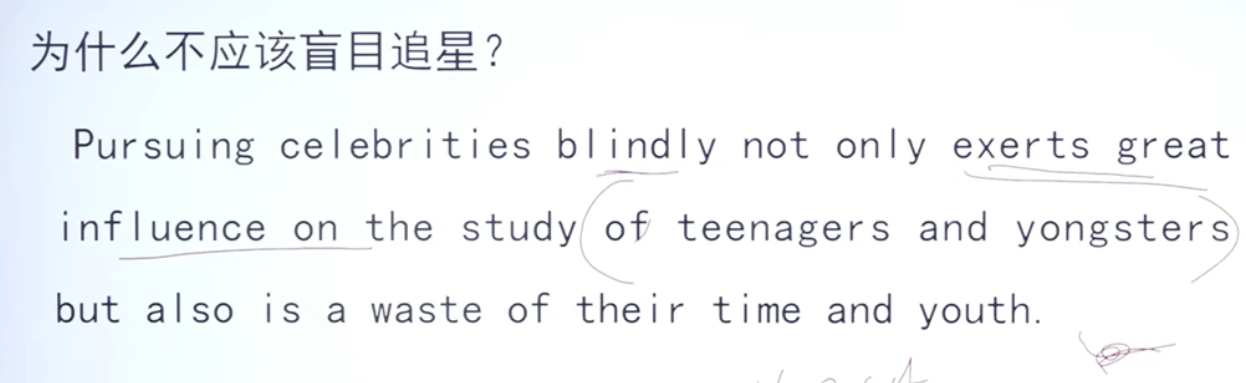 为什么不应该盲目追星？
Pursuing celebrities blindly not only exerts great
influence on the study of teenagers and yongsters
but also is a waste of their time and youth.